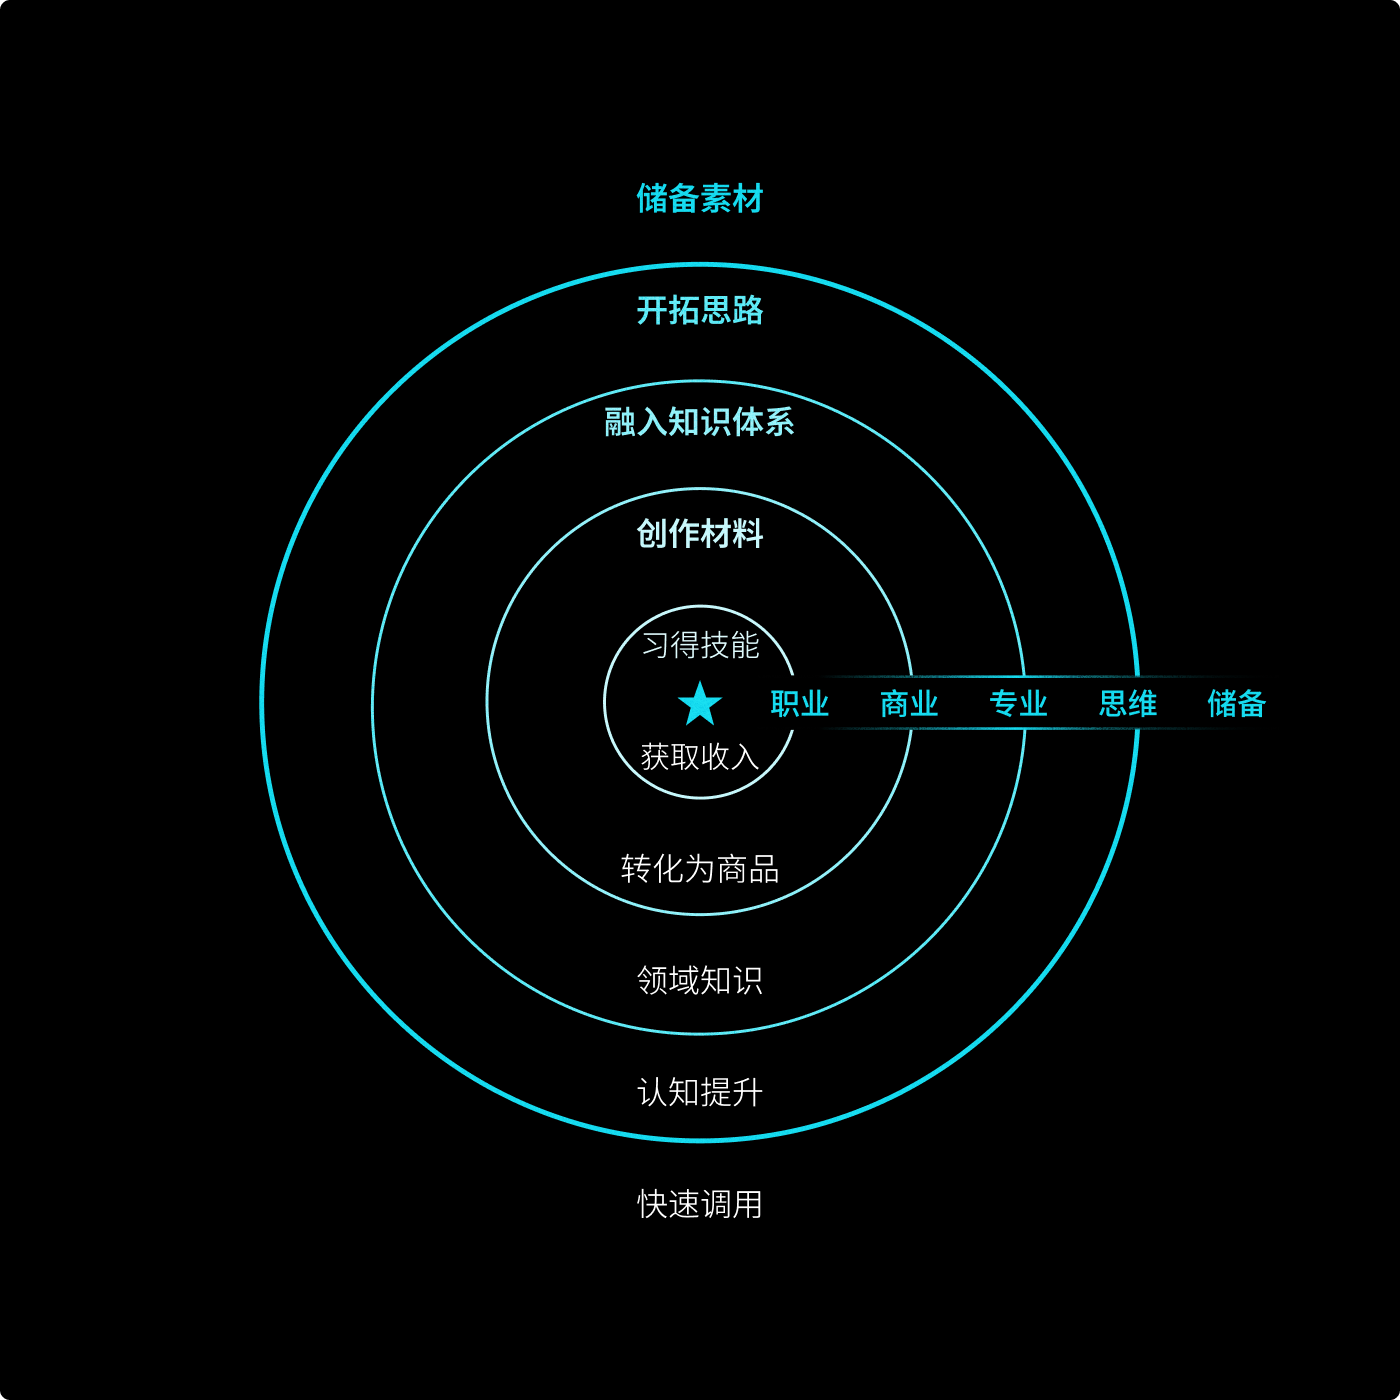 储备素材
开拓思路
融入知识体系
创作材料
习得技能
职业 商业 专业 思维 储备
获取收入
转化为商品
领域知识
认知提升
快速调用